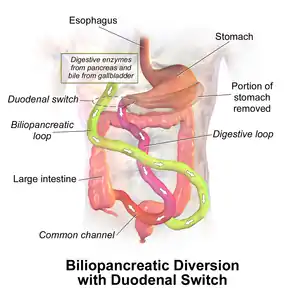 Esophagus
Stomach
Digestive enzymes
from pancreas and
bile from gallbladder
Duodenal switch
Portion of
stomach
removed
Biliopancreatic
loop
Digestive loop
Large intestine
Common channel
Biliopancreatic Diversion
with Duodenal Switch